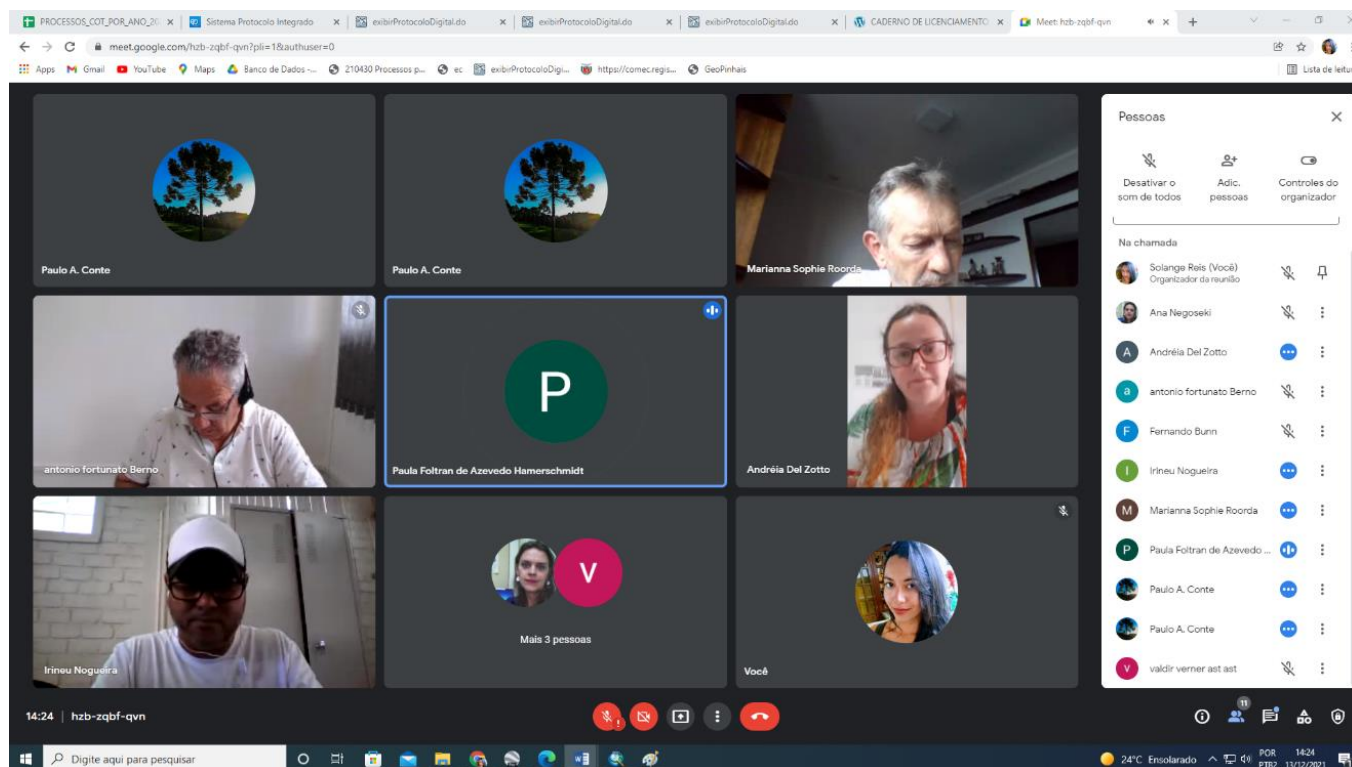 PROCESSOS_COT_POR_ANO_20
Sistema Protocolo Integrado
exibirProtocoloDigital.do
exibirProtocoloDigital.do
exibirProtocoloDigital.do
CADERNO DE LICENCIAMENTO
Meet: hzb-zqbf-qvn
meet.google.com/hzb-zqbf-qvn?pli=1&authuser=0
Apps
Gmail
YouTube
Maps
Banco de Dados -...
210430 Processos p...
ec
exibirProtocoloDigi...
https://comec.regis...
GeoPinhais
Lista de leitu
Paulo A. Conte
Paulo A. Conte
Marianna Sophie Roorda
antonio fortunato Berno
P
Paula Foltran de Azevedo Hamerschmidt
Andréia Del Zotto
Irineu Nogueira
V
Mais 3 pessoas
Você
Pessoas
Desativar o
som de todos
Adic.
pessoas
Controles do
organizador
Na chamada
Solange Reis (Você)
Organizador da reunião
Ana Negoseki
A Andréia Del Zotto
a antonio fortunato Berno
F Fernando Bunn
I Irineu Nogueira
M Marianna Sophie Roorda
P Paula Foltran de Azevedo ...
Paulo A. Conte
Paulo A. Conte
V valdir verner ast ast
14:24 | hzb-zqbf-qvn
11
Digite aqui para pesquisar
24°C Ensolarado
POR
PTB2
14:24
13/12/2021